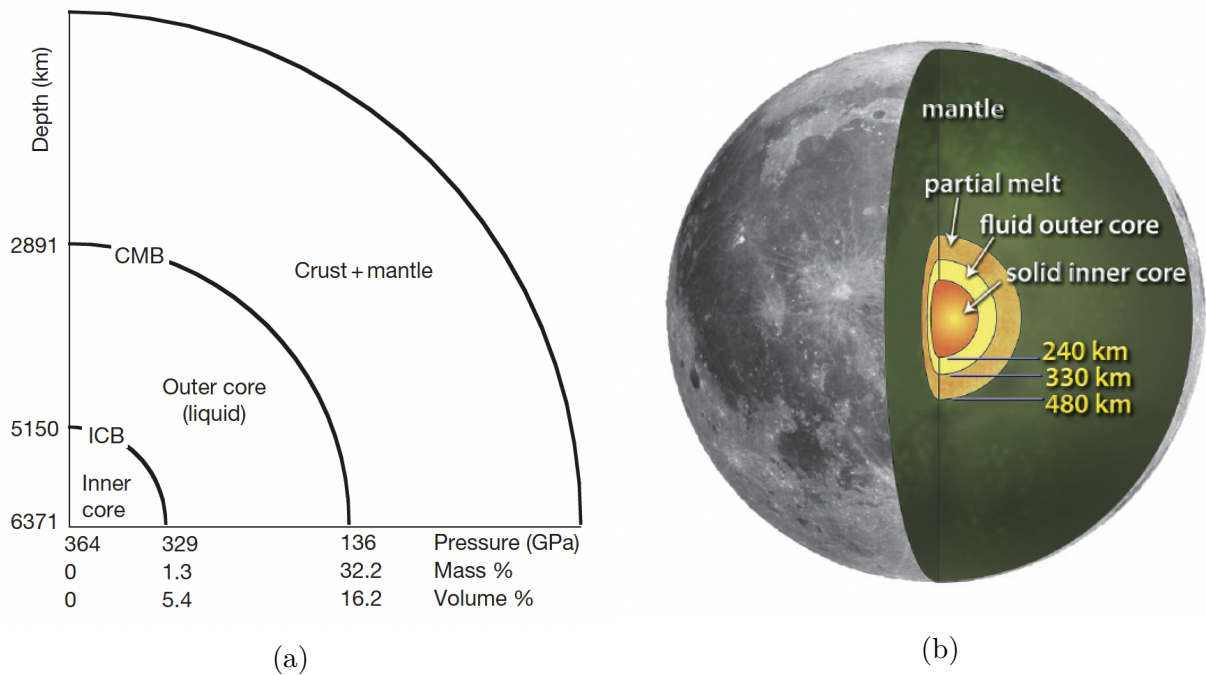 Depth (km)
2891
CMB
Crust + mantle
Outer core
(liquid)
5150
ICB
Inner
core
6371
364 329 136 Pressure (GPa)
0 1.3 32.2 Mass %
0 5.4 16.2 Volume %
(a)
mantle
partial melt
fluid outer core
solid inner core
240 km
330 km
480 km
(b)